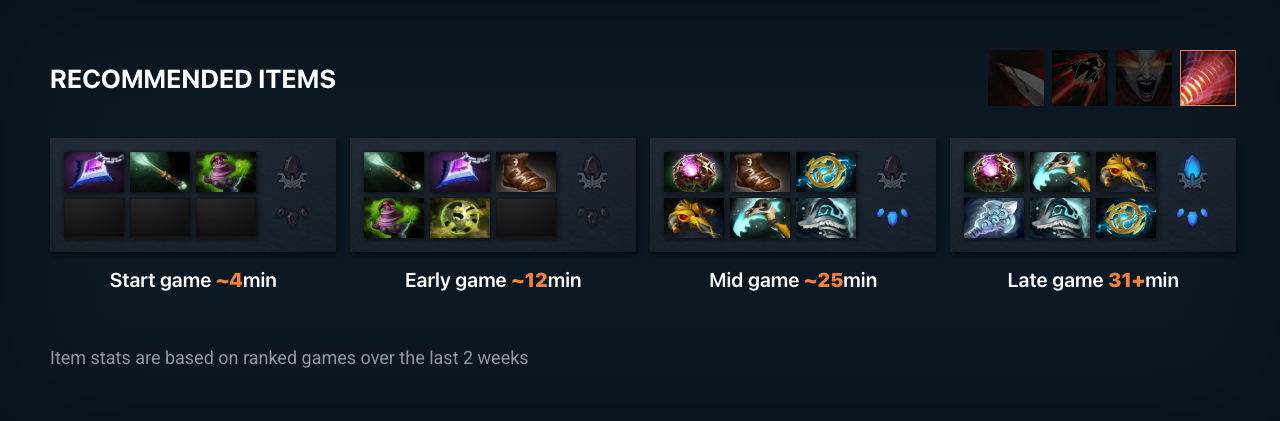 RECOMMENDED ITEMS
Start game ~4min
Early game ~12min
Mid game ~25min
Late game 31+min
Item stats are based on ranked games over the last 2 weeks